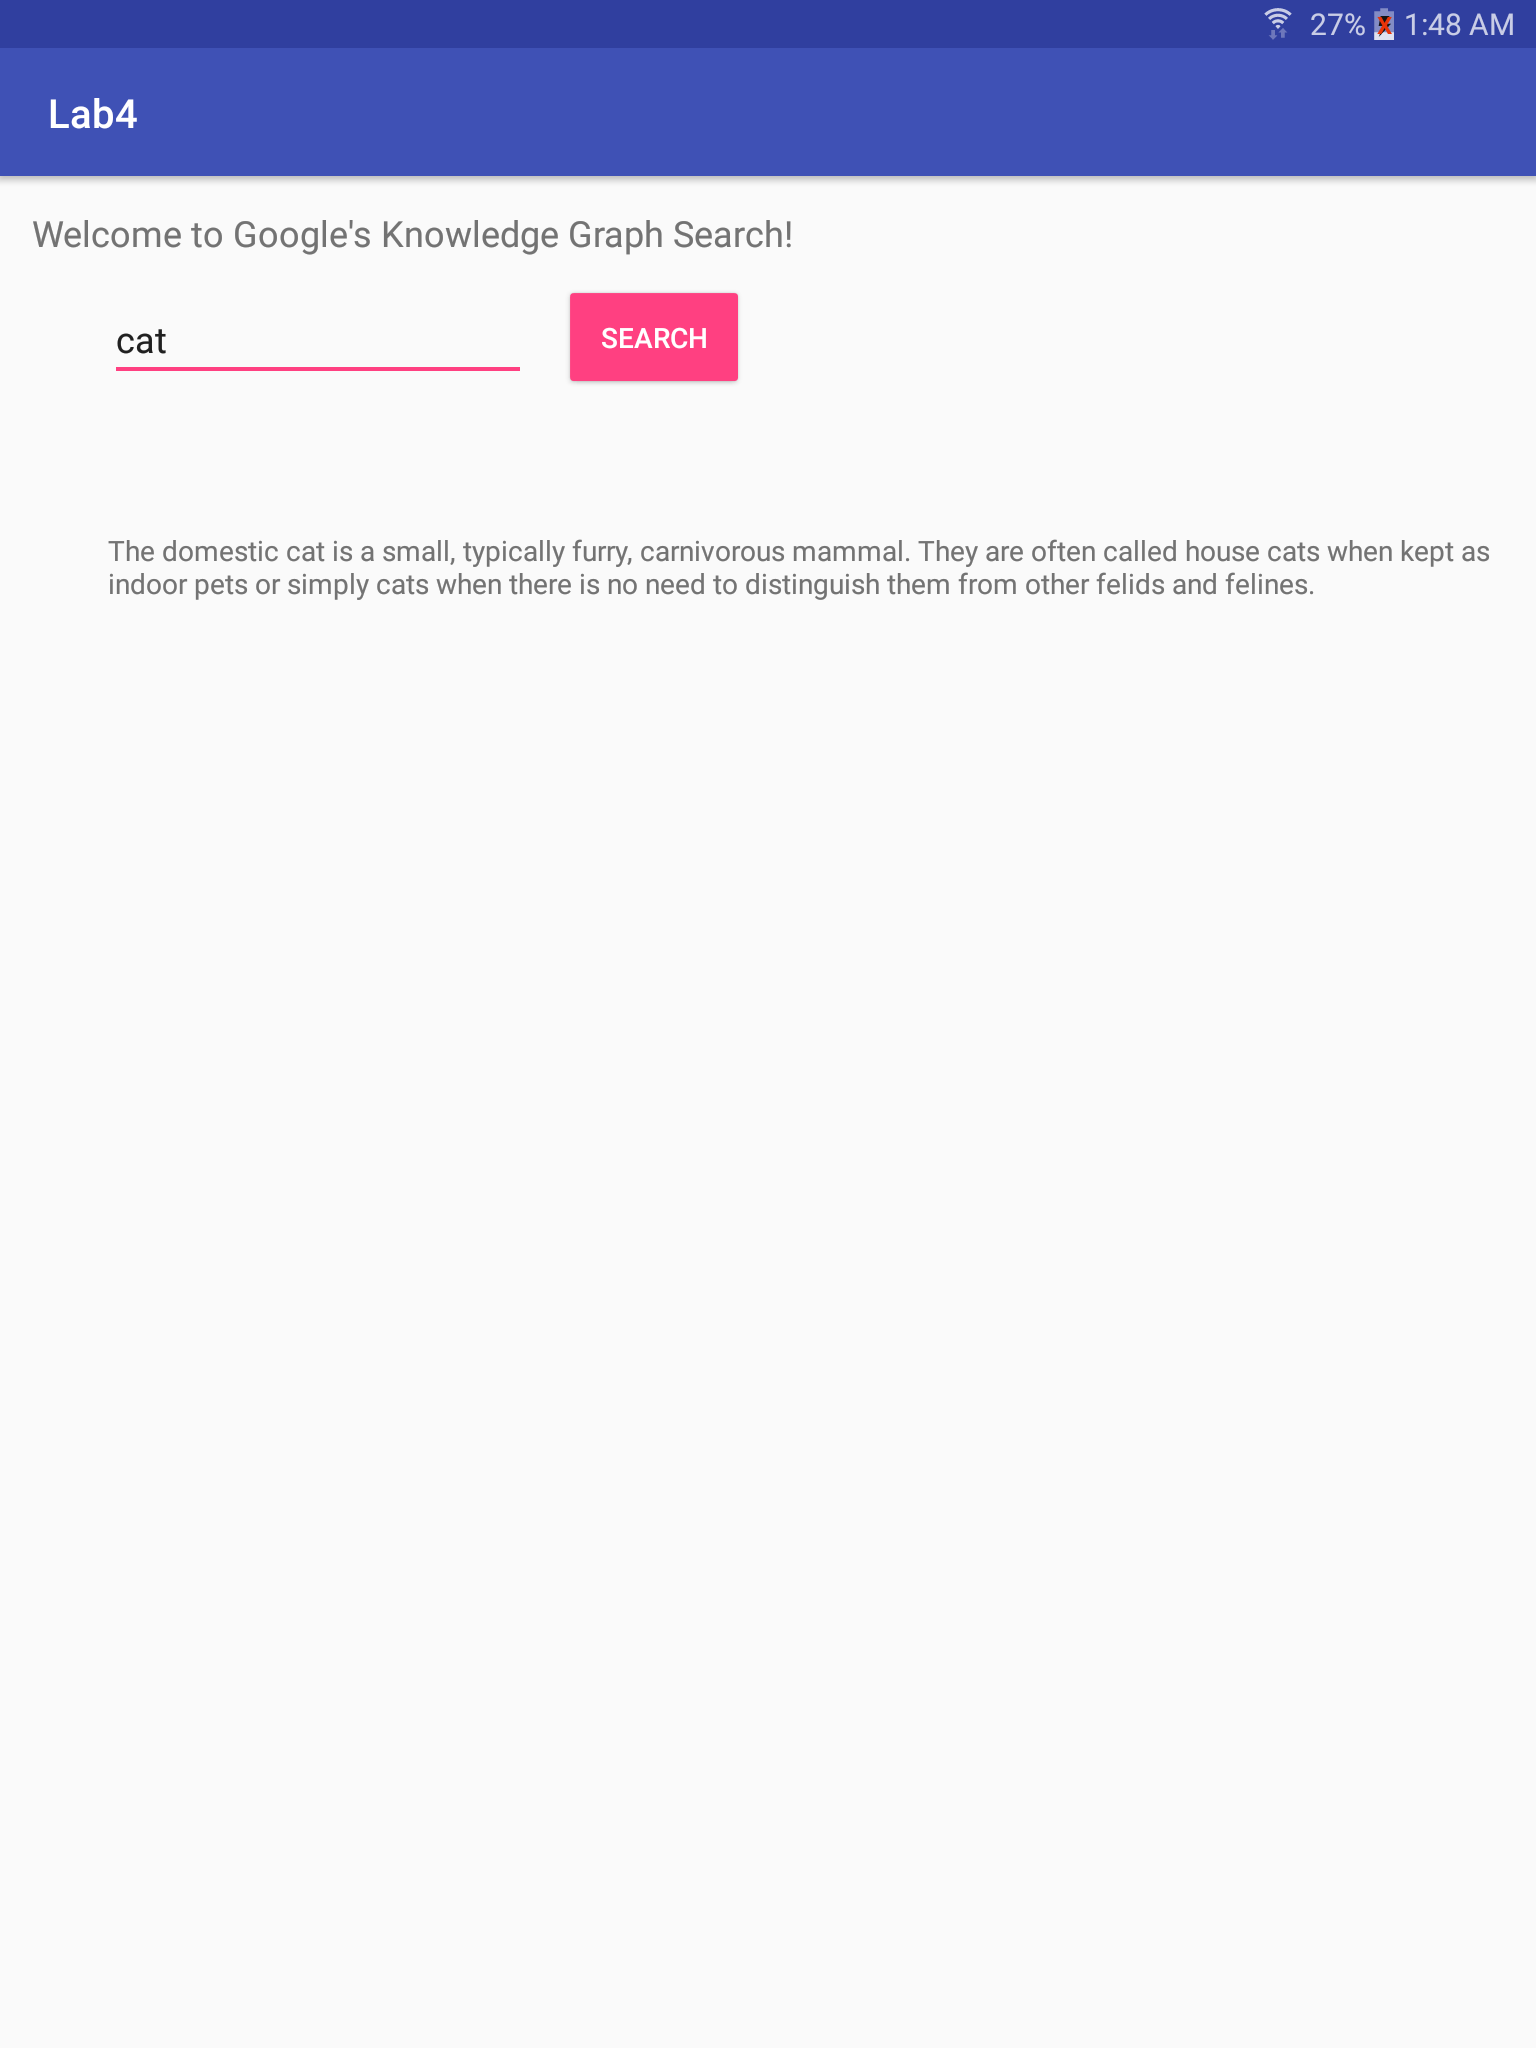 27% 1:48 AM
Lab4
Welcome to Google's Knowledge Graph Search!
cat
SEARCH
The domestic cat is a small, typically furry, carnivorous mammal. They are often called house cats when kept as
indoor pets or simply cats when there is no need to distinguish them from other felids and felines.